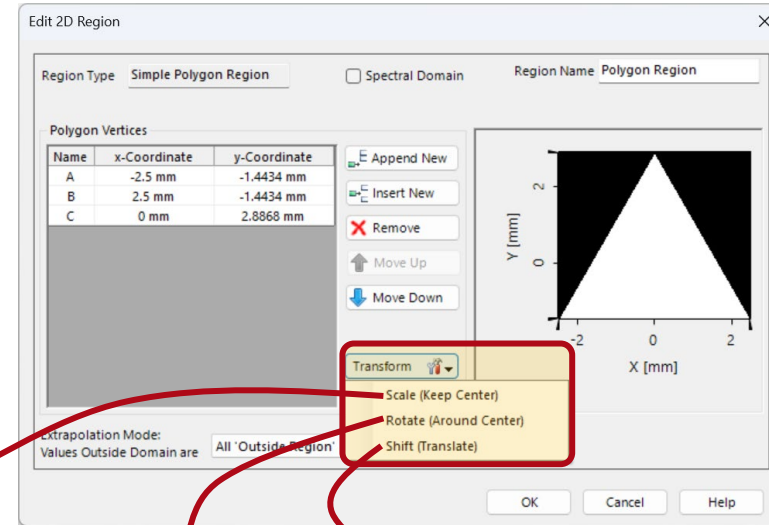 Edit 2D Region
Region Type Simple Polygon Region Spectral Domain Region Name Polygon Region
Polygon Vertices
Name x-Coordinate y-Coordinate
A -2.5 mm -1.4434 mm
B 2.5 mm -1.4434 mm
C 0 mm 2.8868 mm
Append New
Insert New
Remove
Move Up
Move Down
Transform
Scale (Keep Center)
Rotate (Around Center)
Shift (Translate)
Y [mm]
2
0
-2 0 2
X [mm]
Extrapolation Mode:
Values Outside Domain are All 'Outside Region'
OK Cancel Help